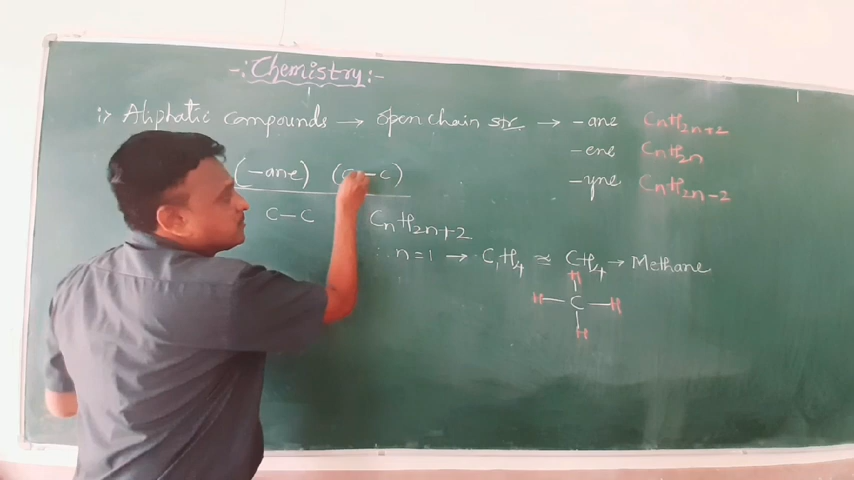 -: Chemistry :-
:> Aliphatic compounds → open chain str. → -ane CnH2n+2
-ene CnH2n
-yne CnH2n-2
(-ane) (C-C)
C-C CnH2n+2
∴ n=1 → C1H4 ≈ CH4 → Methane
H
H-C-H
H